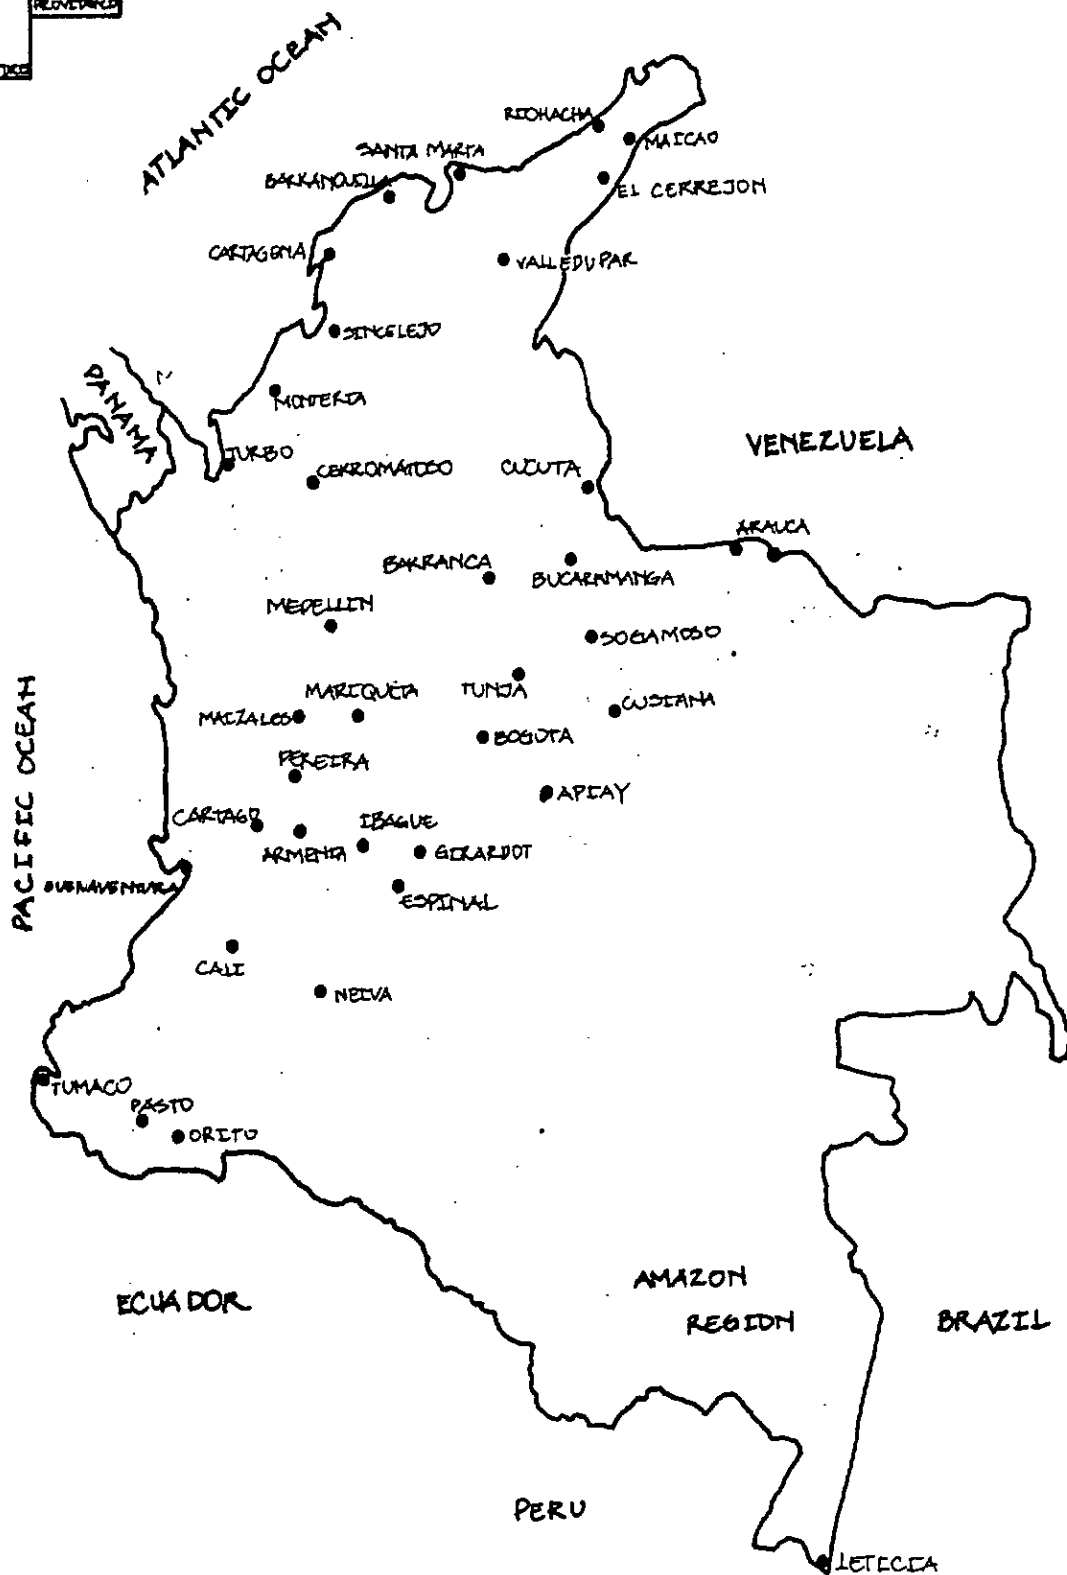 ATLANTIC OCEAN
RIOHACHA
MAICAO
SANTA MARTA
BARRANQUILLA
EL CERREJON
CARTAGENA
VALLEDUPAR
SINCELEJO
PANAMA
MONTERIA
VENEZUELA
TURBO
CERROMATOSO
CUCUTA
ARAUCA
BARRANCA
BUCARAMANGA
MEDELLIN
SOGAMOSO
MARIQUITA
TUNJA
CUSIANA
MAIZALES
BOGOTA
PACIFIC OCEAN
PEREIRA
APIAY
CARTAGO
IBAGUE
ARMENIA
GIRARDOT
BUENAVENTURA
ESPINAL
CALI
NEIVA
TUMACO
PASTO
ORITO
AMAZON
REGION
ECUADOR
BRAZIL
PERU
LETICIA